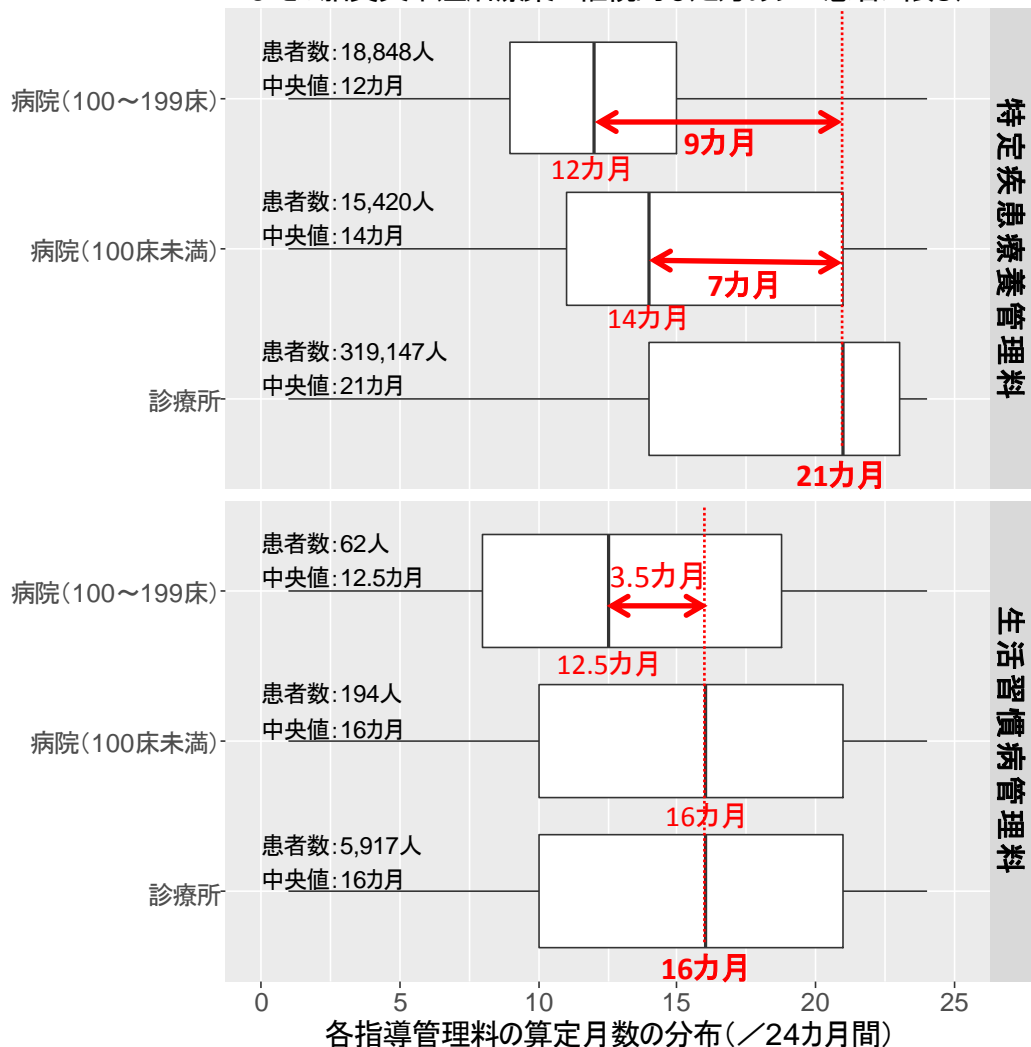 病院(100～199床)
患者数:18,848人
中央値:12カ月
9カ月
12カ月
病院(100床未満)
患者数:15,420人
中央値:14カ月
7カ月
14カ月
診療所
患者数:319,147人
中央値:21カ月
21カ月
特定疾患療養管理料
病院(100～199床)
患者数:62人
中央値:12.5カ月
3.5カ月
12.5カ月
病院(100床未満)
患者数:194人
中央値:16カ月
16カ月
診療所
患者数:5,917人
中央値:16カ月
16カ月
生活習慣病管理料
0 5 10 15 20 25
各指導管理料の算定月数の分布(／24カ月間)